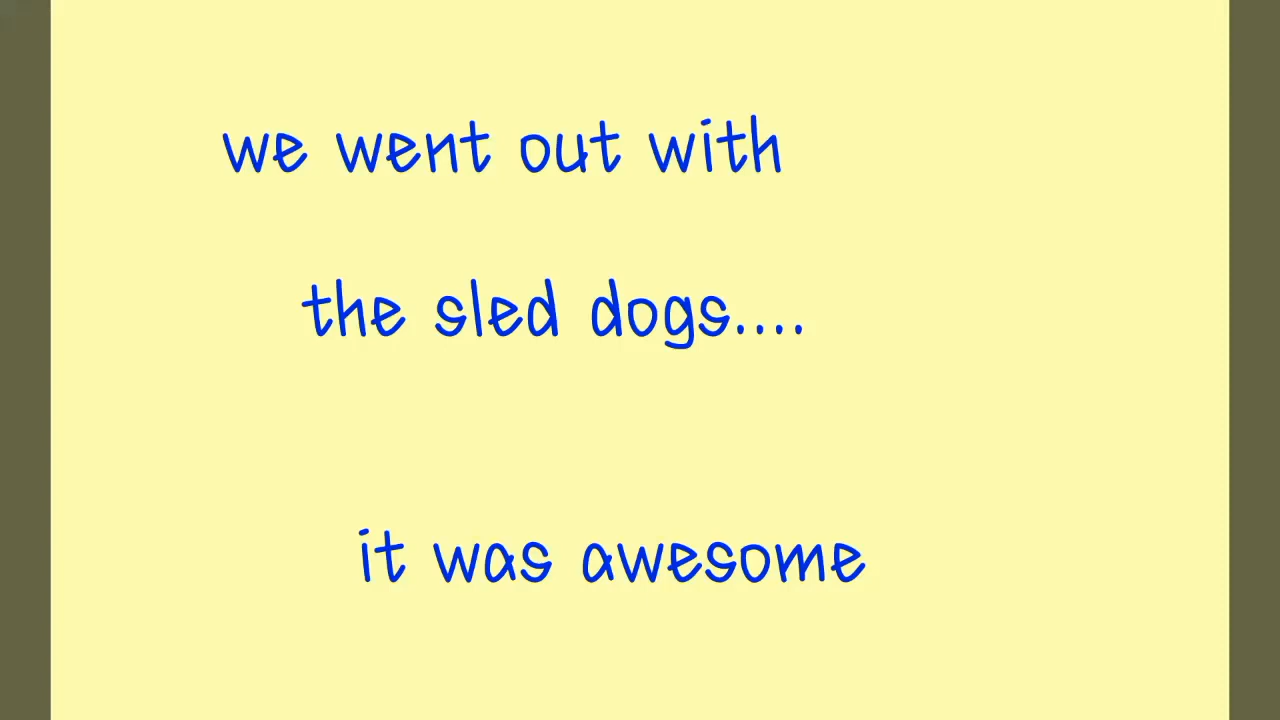 we went out with
the sled dogs....
it was awesome